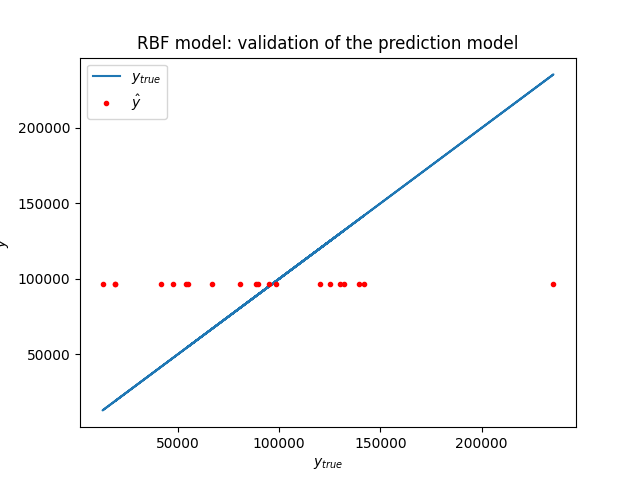 RBF model: validation of the prediction model
y_true
ŷ
200000
150000
100000
50000
50000 100000 150000 200000
y_true